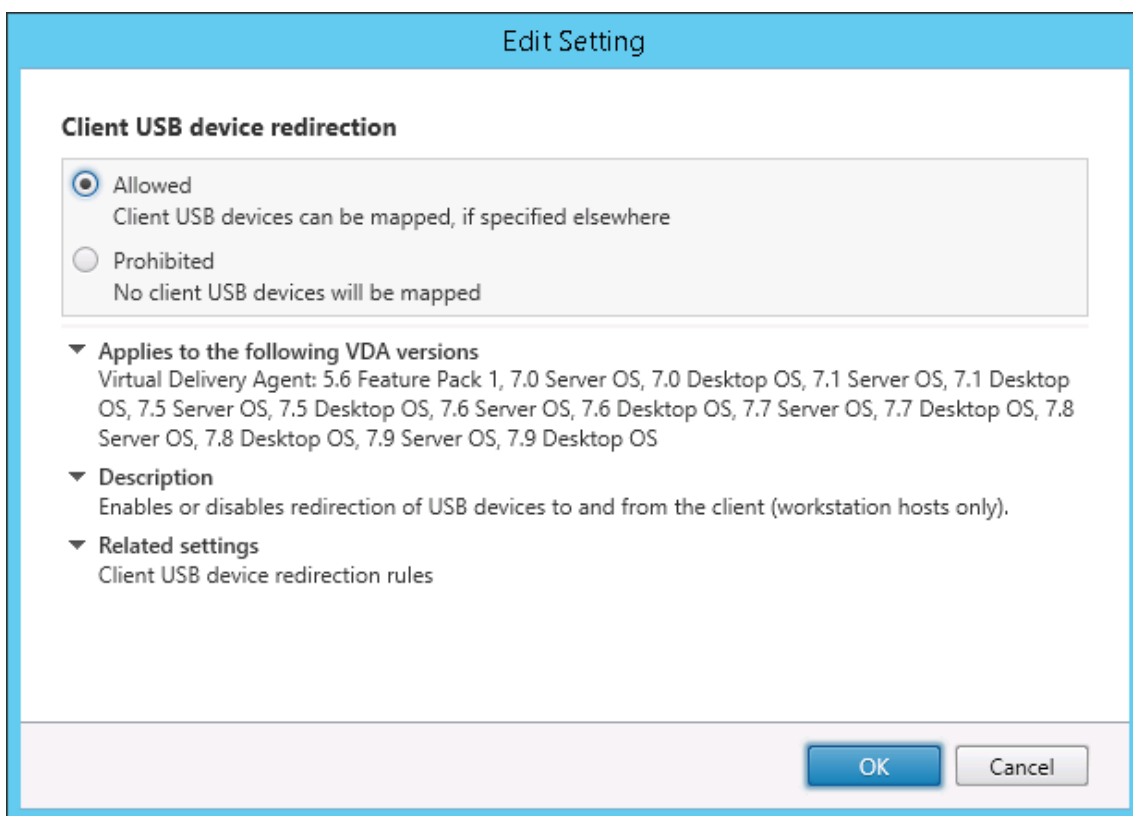 Edit Setting
Client USB device redirection
Allowed
Client USB devices can be mapped, if specified elsewhere
Prohibited
No client USB devices will be mapped
Applies to the following VDA versions
Virtual Delivery Agent: 5.6 Feature Pack 1, 7.0 Server OS, 7.0 Desktop OS, 7.1 Server OS, 7.1 Desktop
OS, 7.5 Server OS, 7.5 Desktop OS, 7.6 Server OS, 7.6 Desktop OS, 7.7 Server OS, 7.7 Desktop OS, 7.8
Server OS, 7.8 Desktop OS, 7.9 Server OS, 7.9 Desktop OS
Description
Enables or disables redirection of USB devices to and from the client (workstation hosts only).
Related settings
Client USB device redirection rules
OK
Cancel